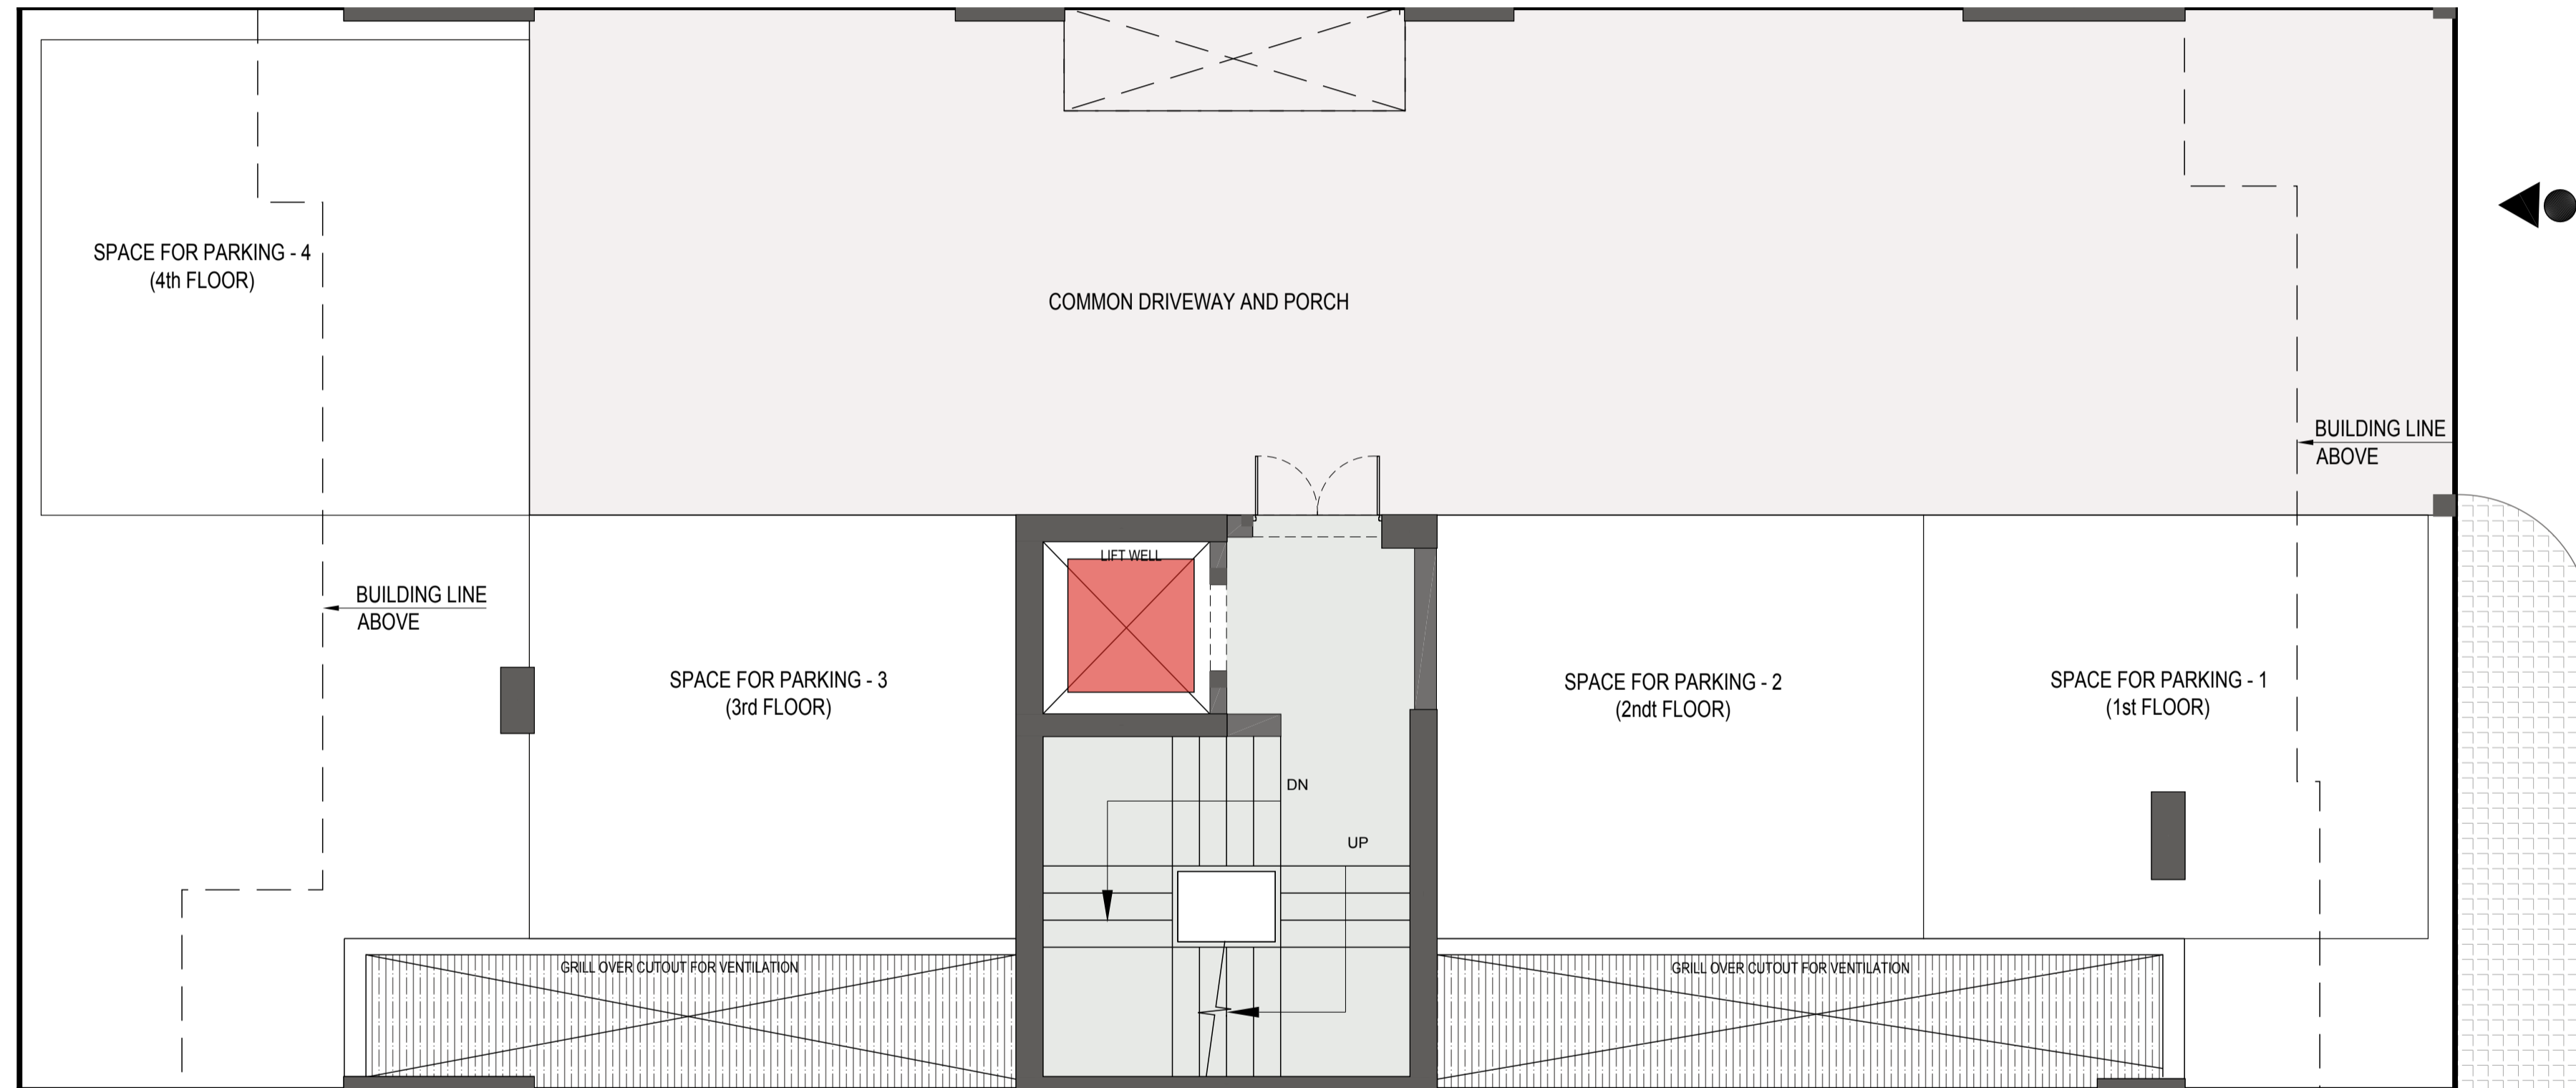 SPACE FOR PARKING - 4
(4th FLOOR)
COMMON DRIVEWAY AND PORCH
BUILDING LINE
ABOVE
BUILDING LINE
ABOVE
LIFT WELL
SPACE FOR PARKING - 3
(3rd FLOOR)
SPACE FOR PARKING - 2
(2ndt FLOOR)
SPACE FOR PARKING - 1
(1st FLOOR)
DN
UP
GRILL OVER CUTOUT FOR VENTILATION
GRILL OVER CUTOUT FOR VENTILATION